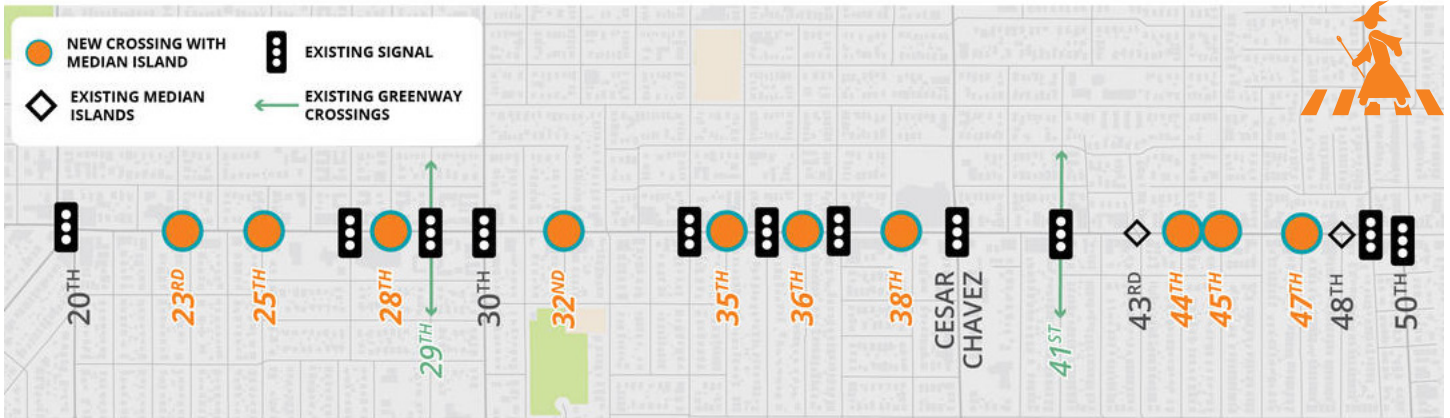 NEW CROSSING WITH
MEDIAN ISLAND
EXISTING SIGNAL
EXISTING MEDIAN
ISLANDS
EXISTING GREENWAY
CROSSINGS
20TH
23RD
25TH
28TH
29TH
30TH
32ND
35TH
36TH
38TH
CESAR
CHAVEZ
41ST
43RD
44TH
45TH
47TH
48TH
50TH